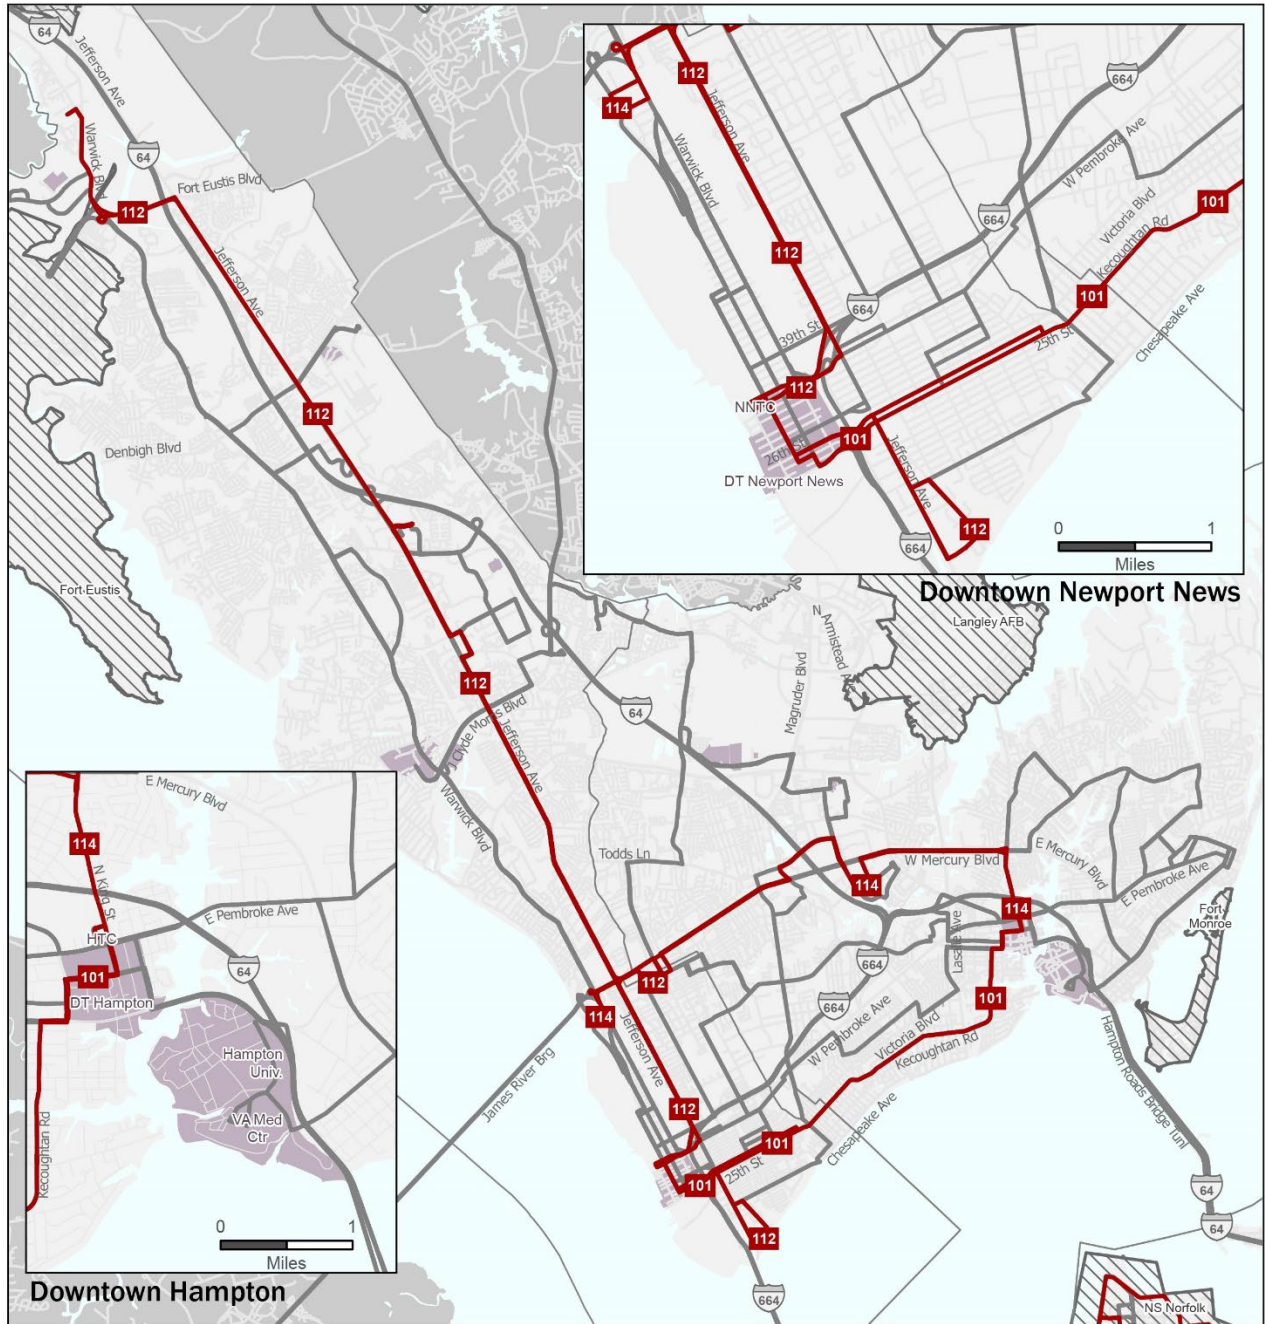 64
Jefferson Ave
Warwick Blvd
64
Fort Eustis Blvd
112
Jefferson Ave
112
Denbigh Blvd
Fort Eustis
112
J Clyde Morris Blvd
Jefferson Ave
Warwick Blvd
64
Magruder Blvd
N Armistead Ave
Langley AFB
Todds Ln
W Mercury Blvd
E Mercury Blvd
E Pembroke Ave
114
114
Fort
Monroe
Lasalle Ave
664
112
114
101
664
Jefferson Ave
W Pembroke Ave
Victoria Blvd
Kecoughtan Rd
James River Brg
Hampton Roads Bridge Tunl
Chesapeake Ave
112
101
25th St
101
112
64
64
664
NS Norfolk
112
114
Jefferson Ave
Warwick Blvd
664
W Pembroke Ave
664
Victoria Blvd
Kecoughtan Rd
101
112
101
664
39th St
25th St
Chesapeake Ave
112
NNTC
101
26th St
Jefferson Ave
DT Newport News
112
664
0 1
Miles
Downtown Newport News
E Mercury Blvd
114
N King St
E Pembroke Ave
HTC
64
101
DT Hampton
Hampton
Univ.
VA Med
Ctr
Kecoughtan Rd
0 1
Miles
Downtown Hampton